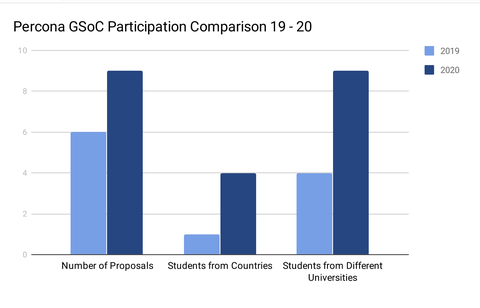 Percona GSoC Participation Comparison 19 - 20
2019
2020
10
8
6
4
2
0
Number of Proposals
Students from Countries
Students from Different
Universities